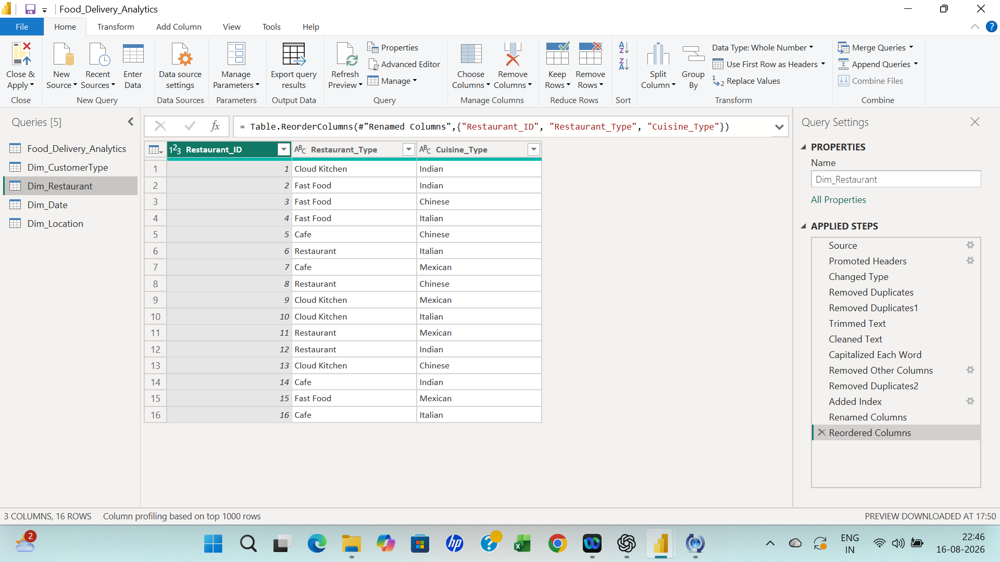 Food_Delivery_Analytics
File Home Transform Add Column View Tools Help
Close & Apply
New Source
Recent Sources
Enter Data
Data source settings
Manage Parameters
Export query results
Refresh Preview
Properties
Advanced Editor
Manage
Choose Columns
Remove Columns
Keep Rows
Remove Rows
Split Column
Group By
Data Type: Whole Number
Use First Row as Headers
Replace Values
Merge Queries
Append Queries
Combine Files
Close New Query Data Sources Parameters Output Data Query Manage Columns Reduce Rows Sort Transform Combine
Queries [5]
Food_Delivery_Analytics
Dim_CustomerType
Dim_Restaurant
Dim_Date
Dim_Location
fx
= Table.ReorderColumns(#"Renamed Columns",{"Restaurant_ID", "Restaurant_Type", "Cuisine_Type"})
123 Restaurant_ID ABC Restaurant_Type ABC Cuisine_Type
1 1 Cloud Kitchen Indian
2 2 Fast Food Indian
3 3 Fast Food Chinese
4 4 Fast Food Italian
5 5 Cafe Chinese
6 6 Restaurant Italian
7 7 Cafe Mexican
8 8 Restaurant Chinese
9 9 Cloud Kitchen Mexican
10 10 Cloud Kitchen Italian
11 11 Restaurant Mexican
12 12 Restaurant Indian
13 13 Cloud Kitchen Chinese
14 14 Cafe Indian
15 15 Fast Food Mexican
16 16 Cafe Italian
Query Settings
PROPERTIES
Name
Dim_Restaurant
All Properties
APPLIED STEPS
Source
Promoted Headers
Changed Type
Removed Duplicates
Removed Duplicates1
Trimmed Text
Cleaned Text
Capitalized Each Word
Removed Other Columns
Removed Duplicates2
Added Index
Renamed Columns
Reordered Columns
3 COLUMNS, 16 ROWS Column profiling based on top 1000 rows
PREVIEW DOWNLOADED AT 17:50
2
hp
ENG
IN
22:46
16-08-2026